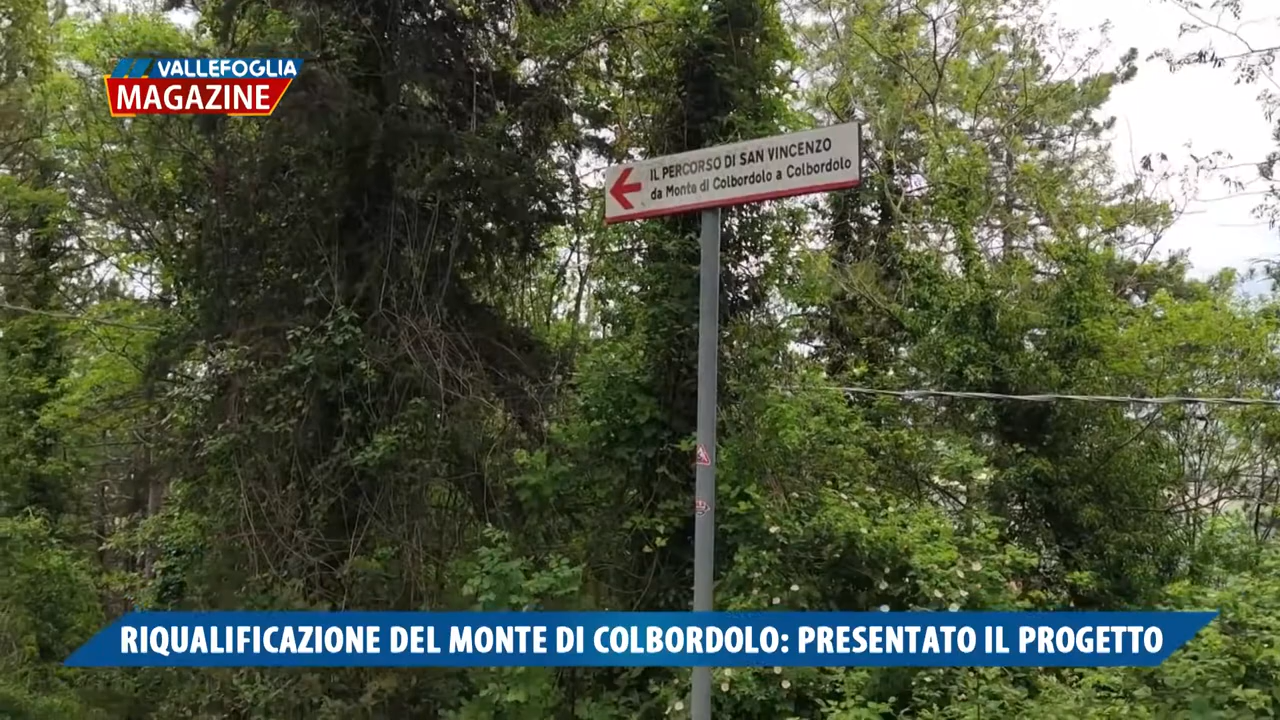 VALLEFOGLIA
MAGAZINE
IL PERCORSO DI SAN VINCENZO
da Monte di Colbordolo a Colbordolo
RIQUALIFICAZIONE DEL MONTE DI COLBORDOLO: PRESENTATO IL PROGETTO